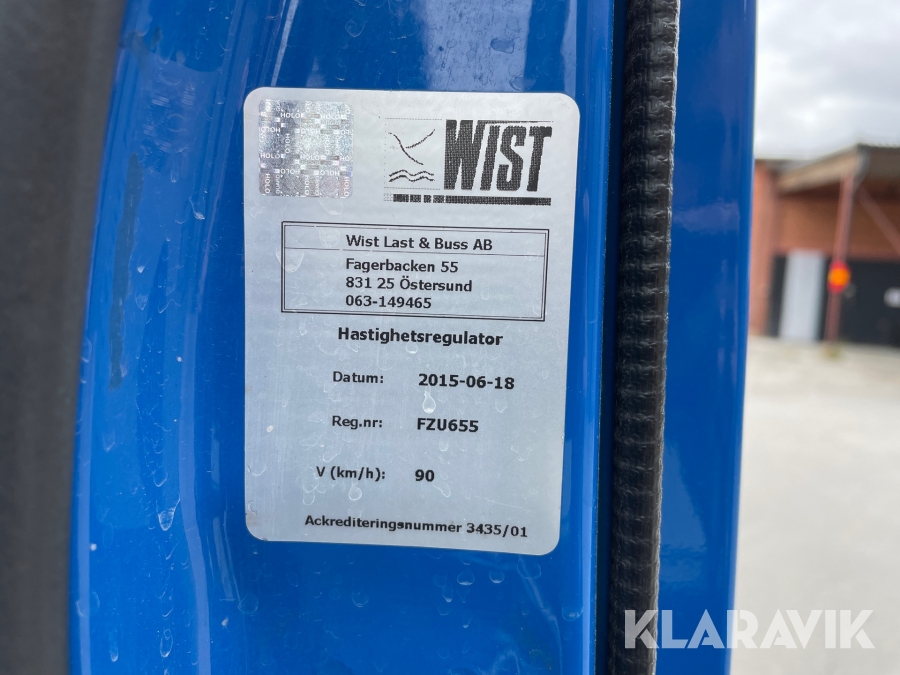 WIST
Wist Last & Buss AB
Fagerbacken 55
831 25 Östersund
063-149465
Hastighetsregulator
Datum: 2015-06-18
Reg.nr: FZU655
V (km/h): 90
Ackrediteringsnummer 3435/01
KLARAVIK